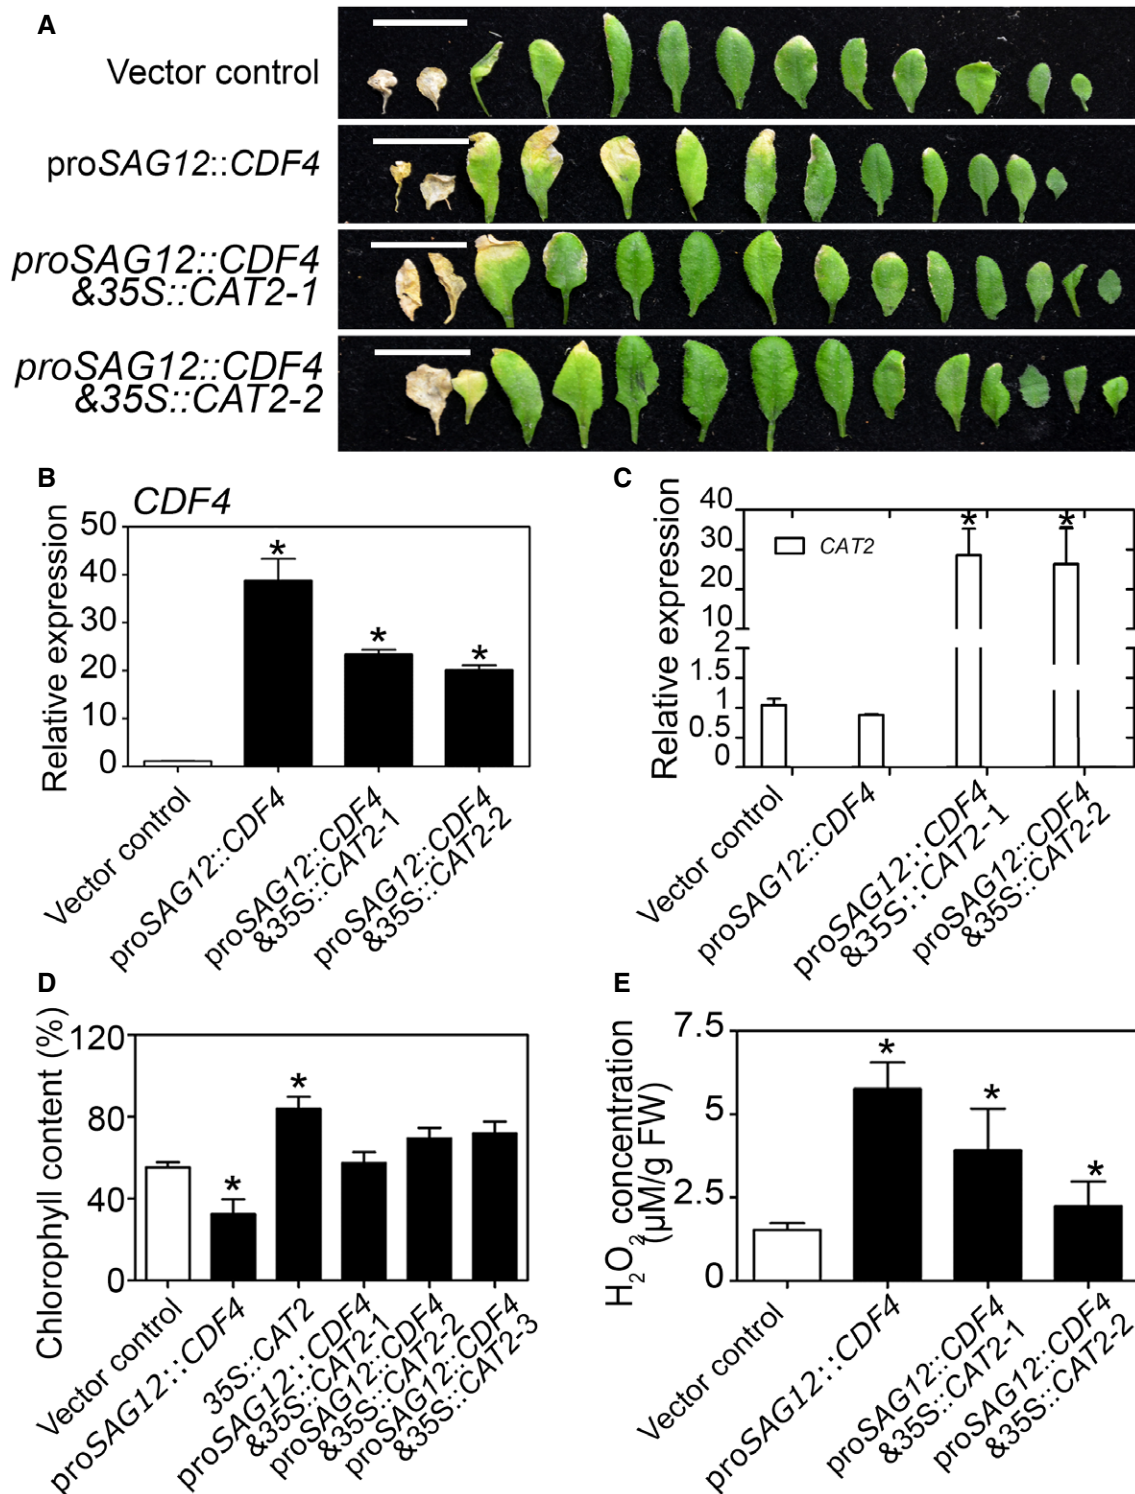 A
Vector control
proSAG12::CDF4
proSAG12::CDF4
&35S::CAT2-1
proSAG12::CDF4
&35S::CAT2-2
B
CDF4
Relative expression
50
40
30
20
10
0
Vector control
proSAG12::CDF4
proSAG12::CDF4
&35S::CAT2-1
proSAG12::CDF4
&35S::CAT2-2
* * *
C
CAT2
Relative expression
40
30
20
10
2
1.5
1
0.5
0
Vector control
proSAG12::CDF4
proSAG12::CDF4
&35S::CAT2-1
proSAG12::CDF4
&35S::CAT2-2
* *
D
Chlorophyll content (%)
120
80
40
0
Vector control
proSAG12::CDF4
35S::CAT2
proSAG12::CDF4
&35S::CAT2-1
proSAG12::CDF4
&35S::CAT2-2
proSAG12::CDF4
&35S::CAT2-3
* *
E
H₂O₂ concentration
(µM/g FW)
7.5
5
2.5
0
Vector control
proSAG12::CDF4
proSAG12::CDF4
&35S::CAT2-1
proSAG12::CDF4
&35S::CAT2-2
* * *